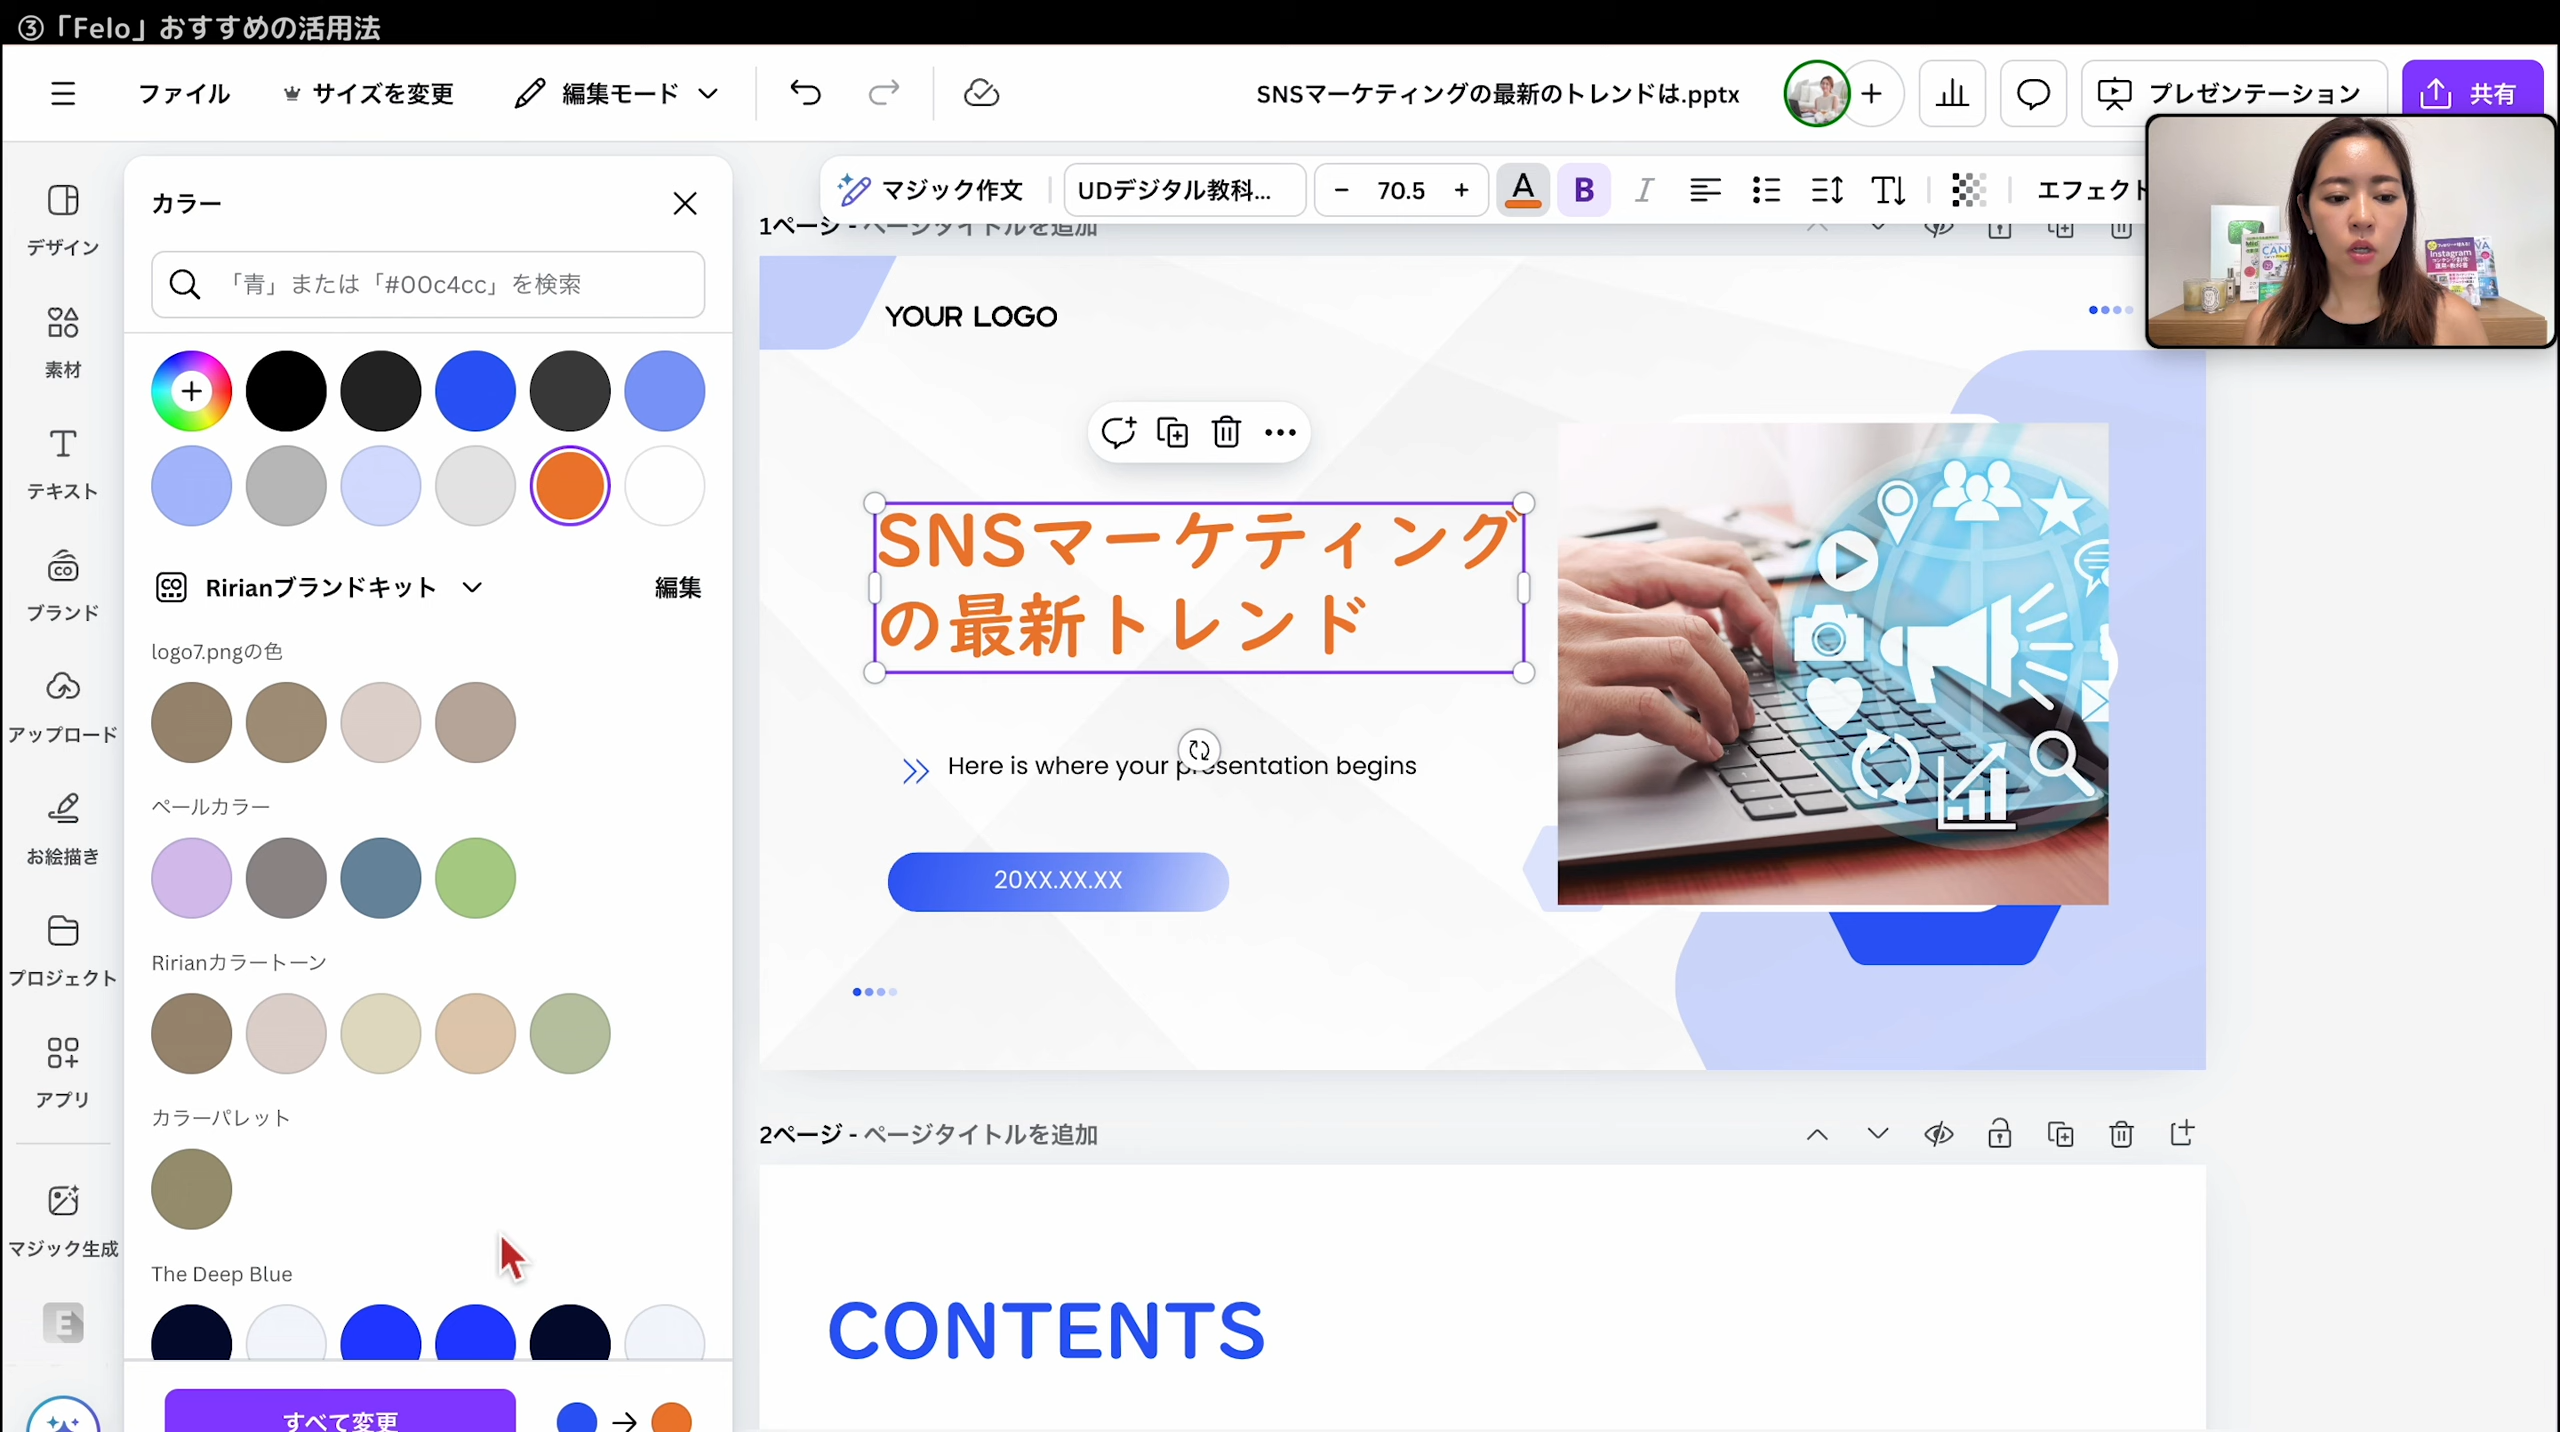 ③「Felo」おすすめの活用法
ファイル
サイズを変更
編集モード
SNSマーケティングの最新のトレンドは.pptx
プレゼンテーション
共有
デザイン
素材
テキスト
ブランド
アップロード
お絵描き
プロジェクト
アプリ
マジック生成
カラー
「青」または「#00c4cc」を検索
Ririanブランドキット
編集
logo7.pngの色
ペールカラー
Ririanカラートーン
カラーパレット
The Deep Blue
すべて変更
マジック作文
UDデジタル教科...
70.5
A
B
I
エフェクト
1ページ - ページタイトルを追加
YOUR LOGO
SNSマーケティング
の最新トレンド
Here is where your presentation begins
20XX.XX.XX
2ページ - ページタイトルを追加
CONTENTS
Instagram